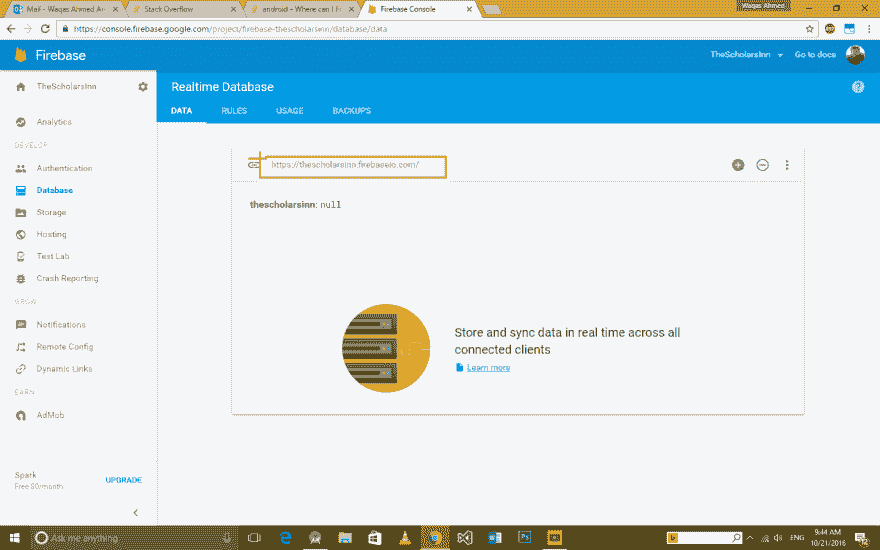 Mail - Waqas Ahmed Ar
Stack Overflow
android - Where can I Fi
Firebase Console
Waqas Ahmed
https://console.firebase.google.com/project/firebase-thescholarsinn/database/data
Firebase
TheScholarsInn
Go to docs
TheScholarsInn
Realtime Database
DATA
RULES
USAGE
BACKUPS
Analytics
DEVELOP
Authentication
Database
Storage
Hosting
Test Lab
Crash Reporting
GROW
Notifications
Remote Config
Dynamic Links
EARN
AdMob
Spark
Free $0/month
UPGRADE
https://thescholarsinn.firebaseio.com/
thescholarsinn: null
Store and sync data in real time across all
connected clients
Learn more
Ask me anything
ENG
9:44 AM
10/21/2016